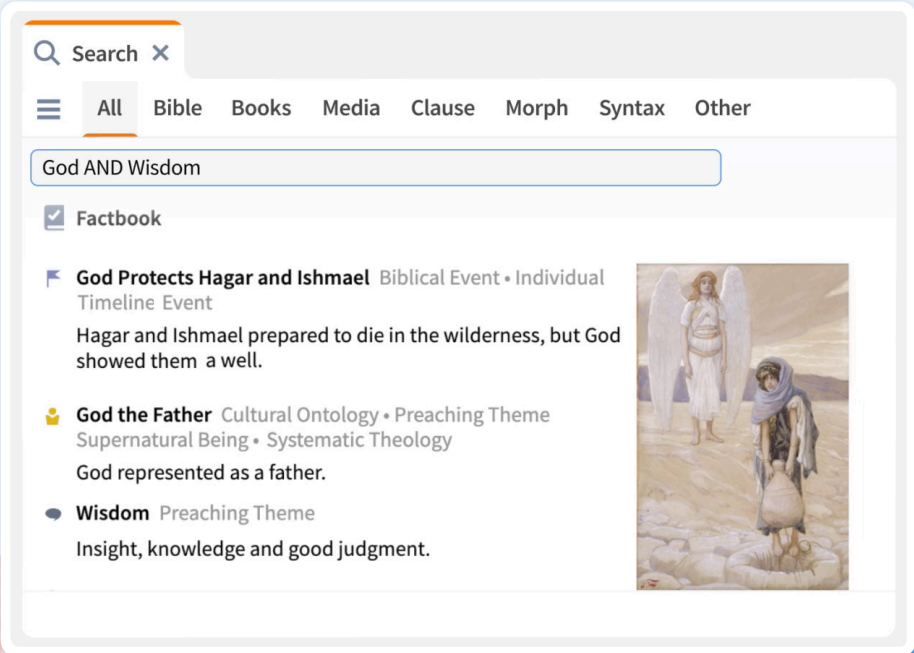 Search
All Bible Books Media Clause Morph Syntax Other
God AND Wisdom
Factbook
God Protects Hagar and Ishmael Biblical Event • Individual
Timeline Event
Hagar and Ishmael prepared to die in the wilderness, but God
showed them a well.
God the Father Cultural Ontology • Preaching Theme
Supernatural Being • Systematic Theology
God represented as a father.
Wisdom Preaching Theme
Insight, knowledge and good judgment.